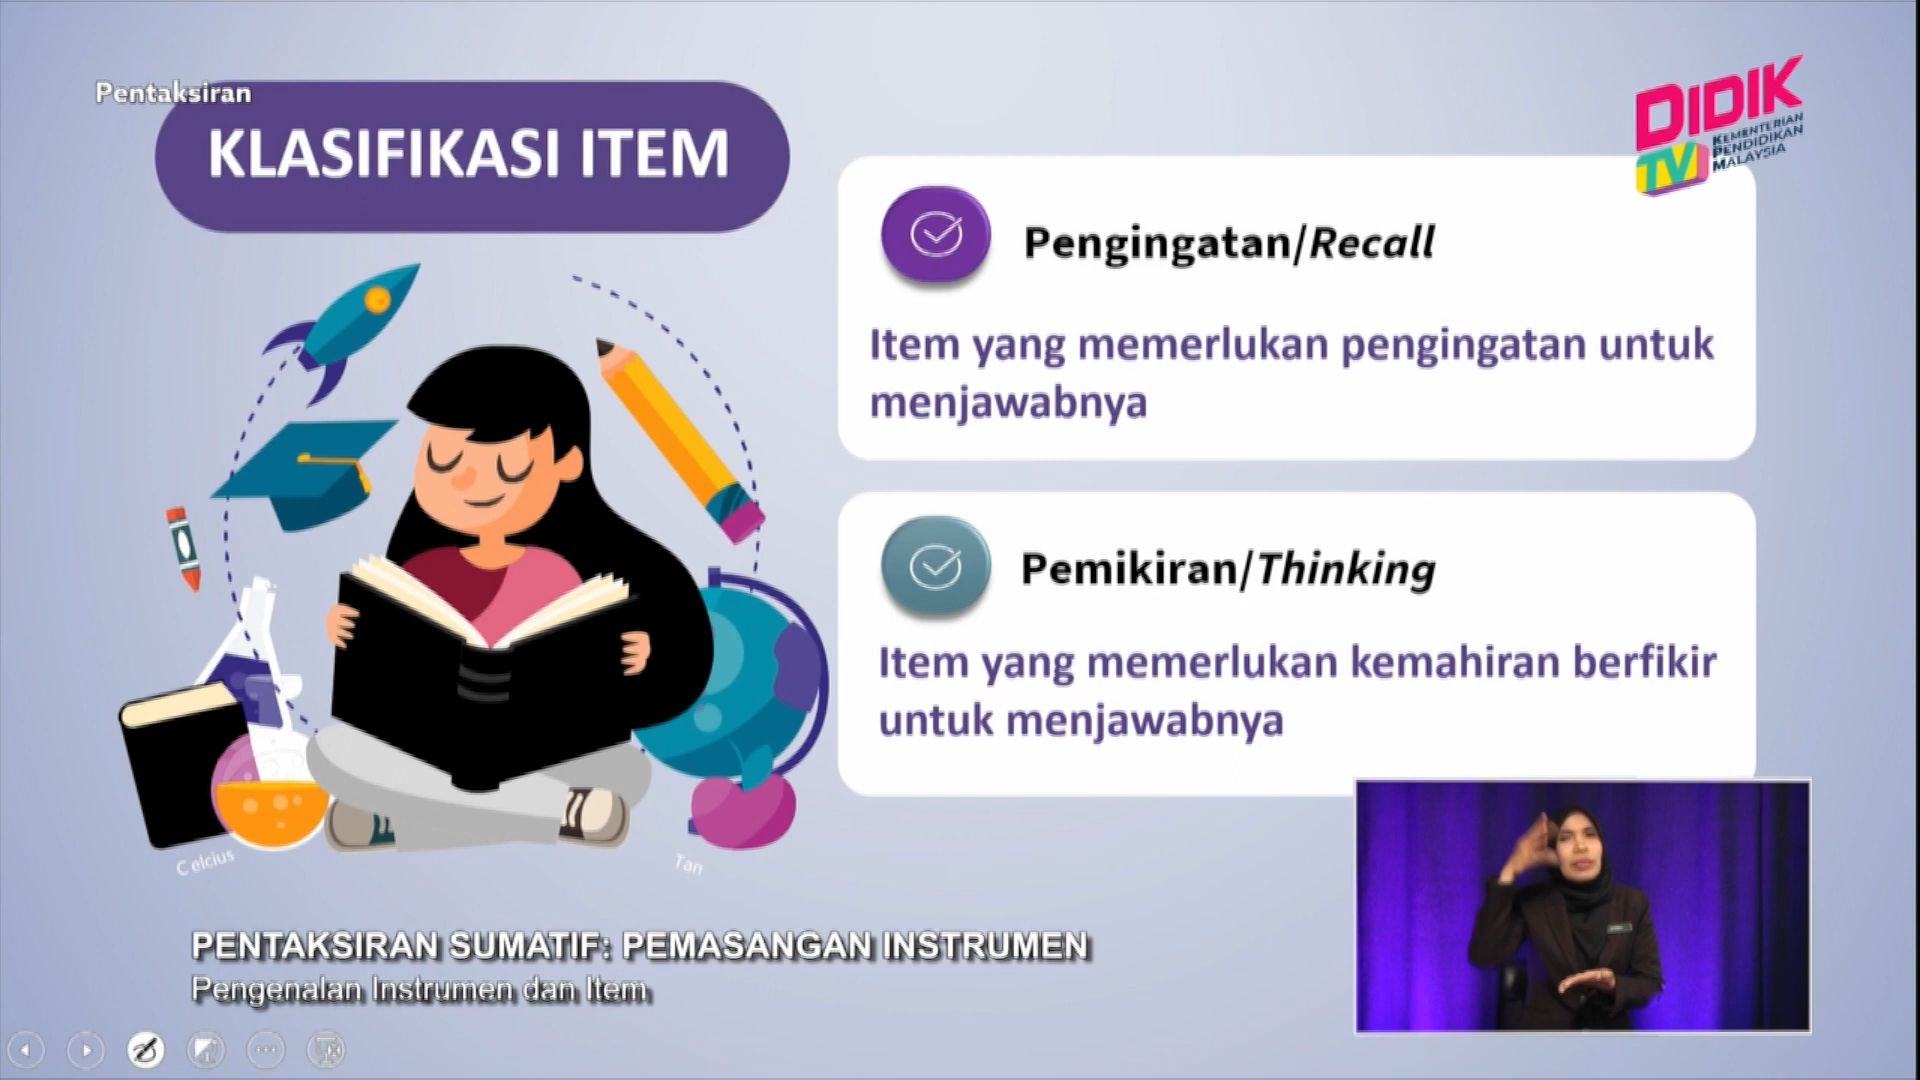 Pentaksiran
KLASIFIKASI ITEM
DIDIK
TV
KEMENTERIAN
PENDIDIKAN
MALAYSIA
Pengingatan/Recall
Item yang memerlukan pengingatan untuk
menjawabnya
Pemikiran/Thinking
Item yang memerlukan kemahiran berfikir
untuk menjawabnya
Celcius
Tan
PENTAKSIRAN SUMATIF: PEMASANGAN INSTRUMEN
Pengenalan Instrumen dan Item